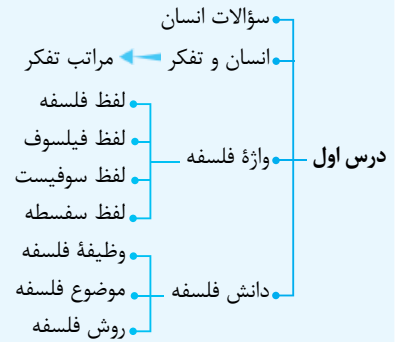 درس اول
سؤالات انسان
انسان و تفکر
مراتب تفکر
واژهٔ فلسفه
لفظ فلسفه
لفظ فیلسوف
لفظ سوفیست
لفظ سفسطه
دانش فلسفه
وظیفهٔ فلسفه
موضوع فلسفه
روش فلسفه